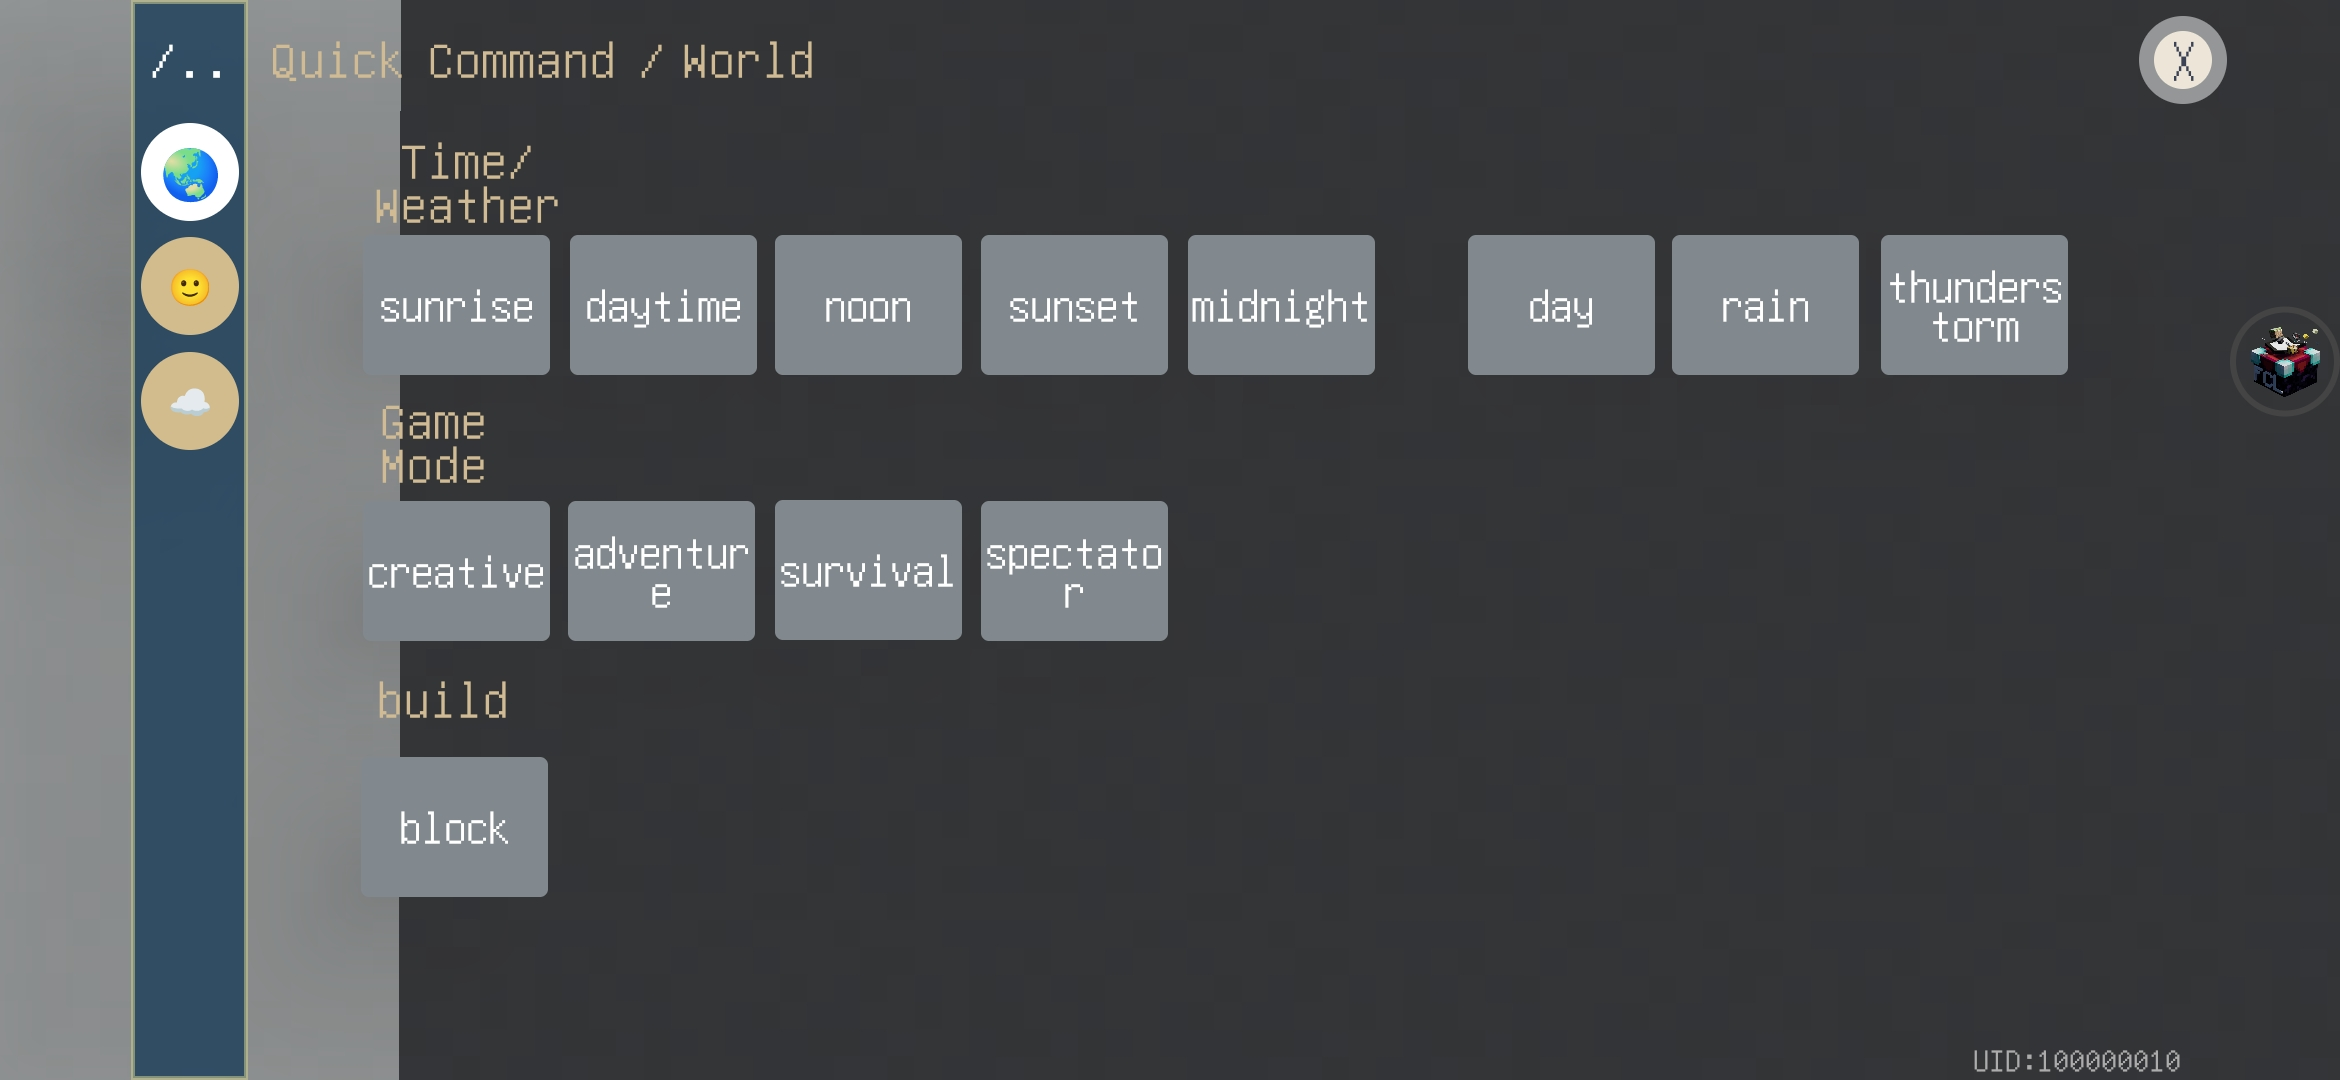 /..
Quick Command / World
X
Time/
Weather
sunrise
daytime
noon
sunset
midnight
day
rain
thunders
torm
FCL
Game
Mode
creative
adventur
e
survival
spectato
r
build
block
UID:100000010